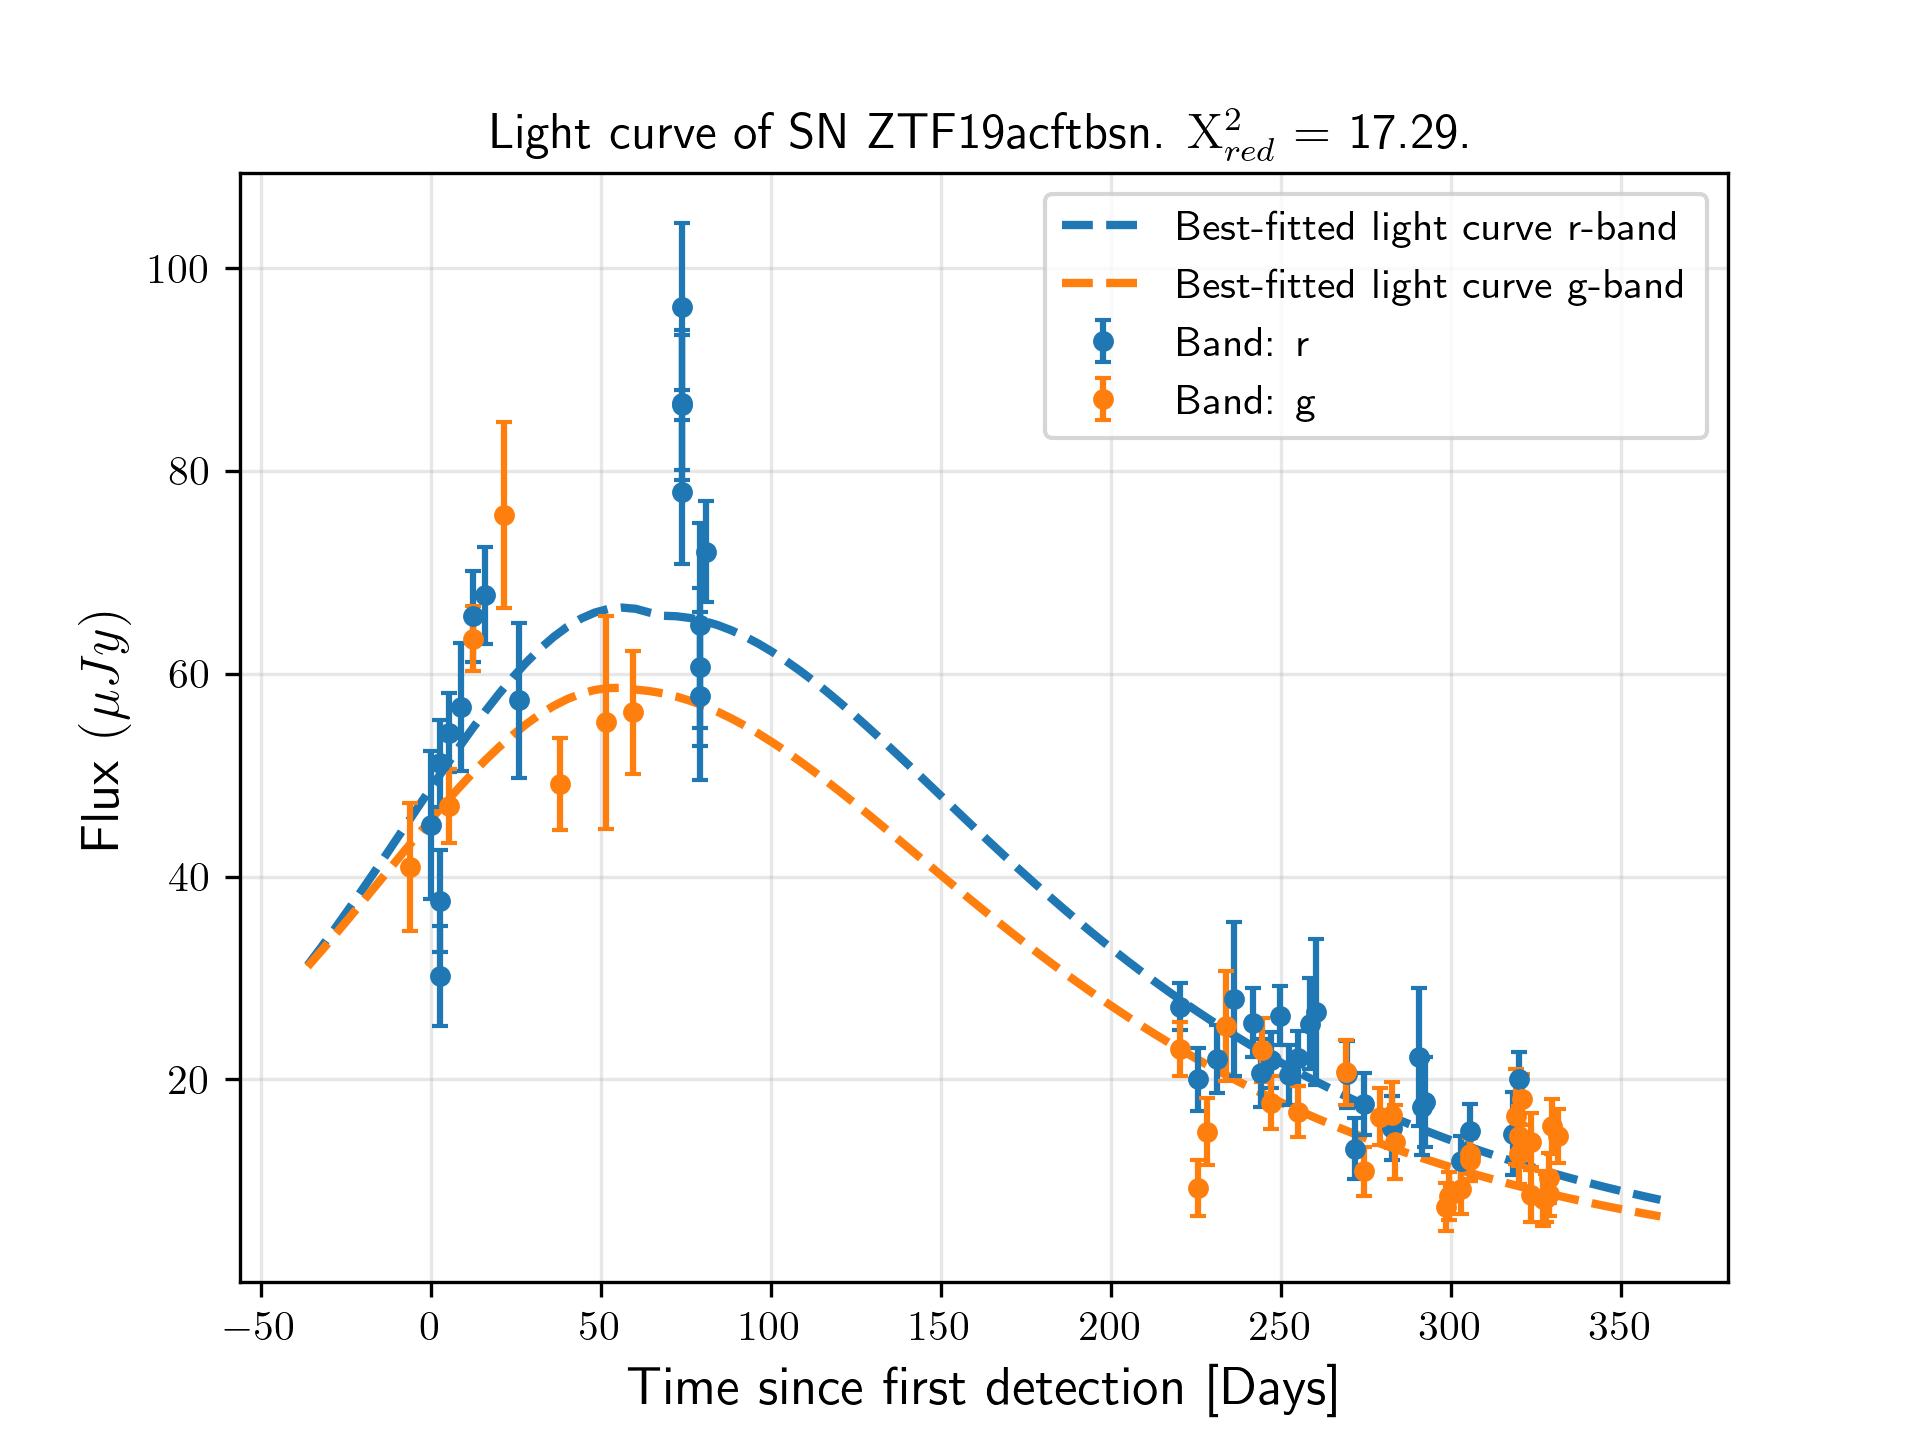 Light curve of SN ZTF19acftbsn. X²_red = 17.29.
Best-fitted light curve r-band
Best-fitted light curve g-band
Band: r
Band: g
100
80
60
40
20
Flux (μJy)
−50 0 50 100 150 200 250 300 350
Time since first detection [Days]